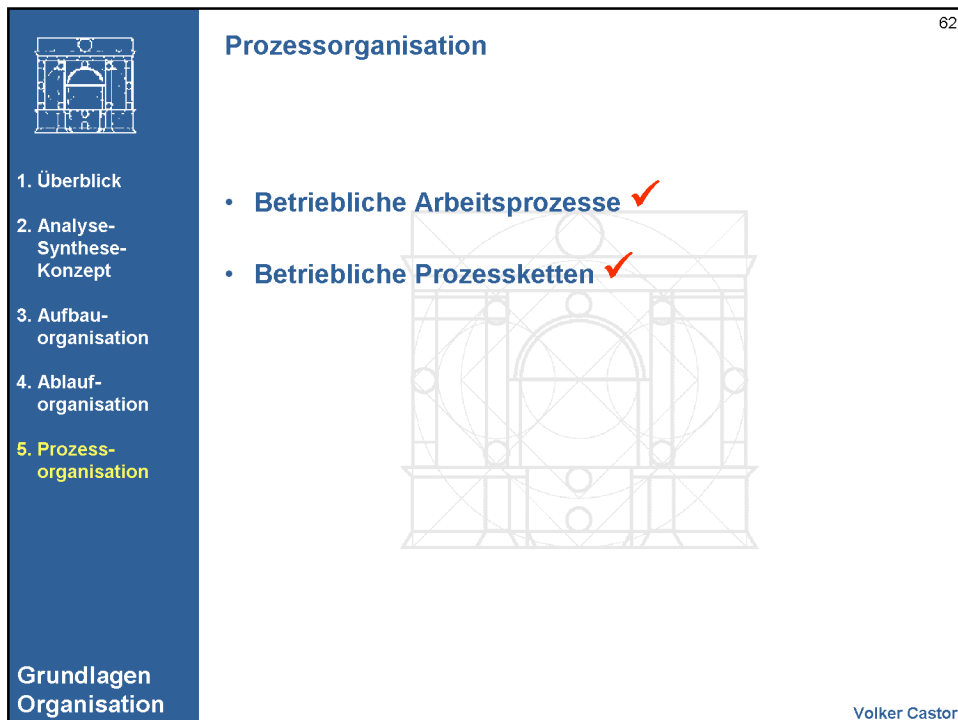 62
Prozessorganisation
1. Überblick
2. Analyse-
Synthese-
Konzept
3. Aufbau-
organisation
4. Ablauf-
organisation
5. Prozess-
organisation
• Betriebliche Arbeitsprozesse ✓
• Betriebliche Prozessketten ✓
Grundlagen
Organisation
Volker Castor